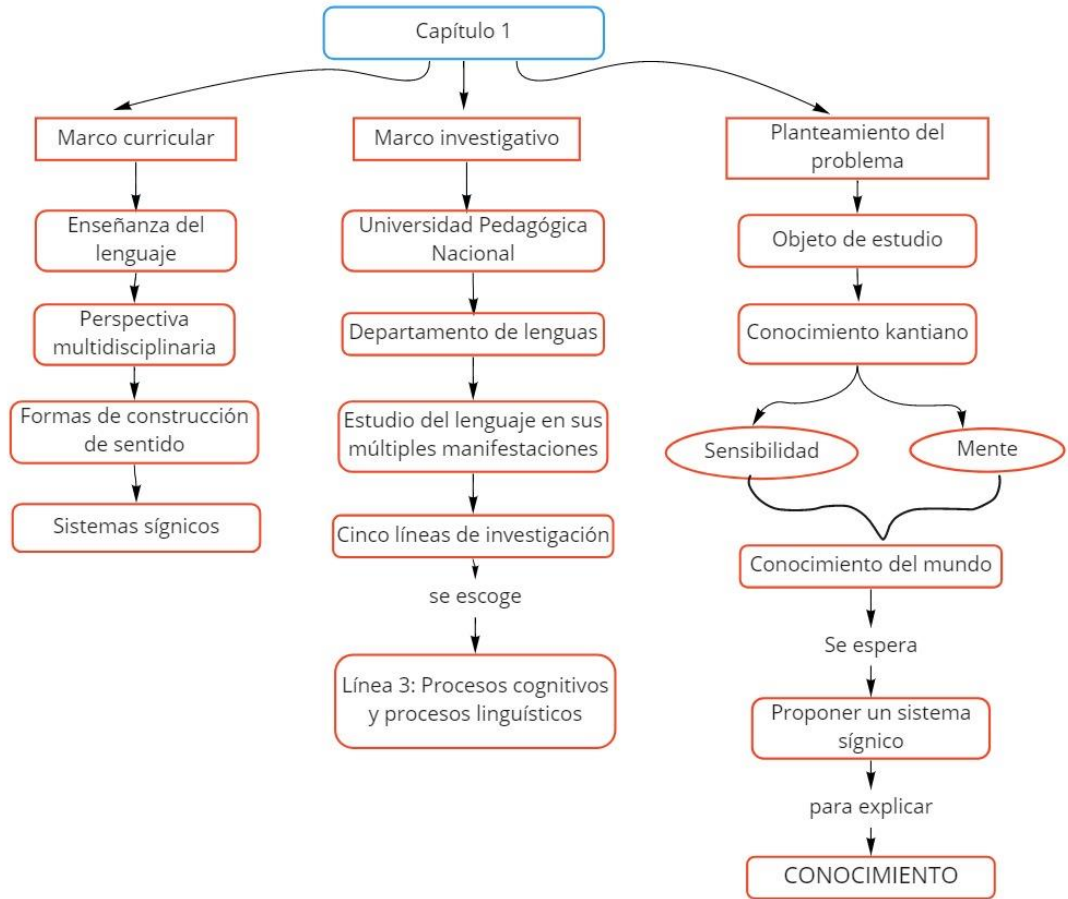 Capítulo 1
Marco curricular
Enseñanza del
lenguaje
Perspectiva
multidisciplinaria
Formas de construcción
de sentido
Sistemas sígnicos
Marco investigativo
Universidad Pedagógica
Nacional
Departamento de lenguas
Estudio del lenguaje en sus
múltiples manifestaciones
Cinco líneas de investigación
se escoge
Línea 3: Procesos cognitivos
y procesos linguísticos
Planteamiento del
problema
Objeto de estudio
Conocimiento kantiano
Sensibilidad
Mente
Conocimiento del mundo
Se espera
Proponer un sistema
sígnico
para explicar
CONOCIMIENTO